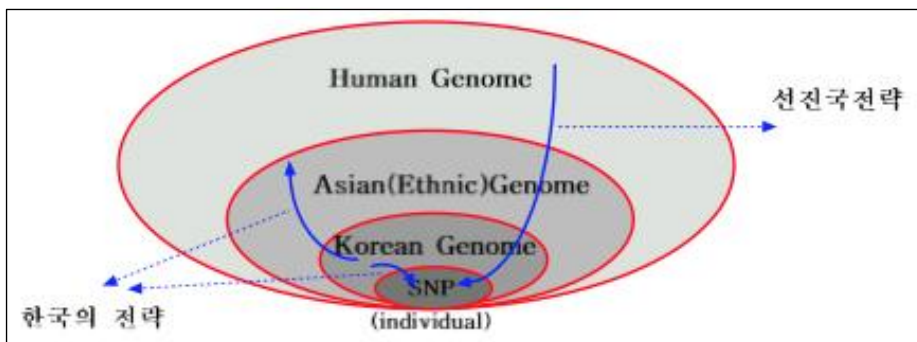 Human Genome
선진국전략
Asian(Ethnic)Genome
Korean Genome
SNP
한국의 전략
(individual)